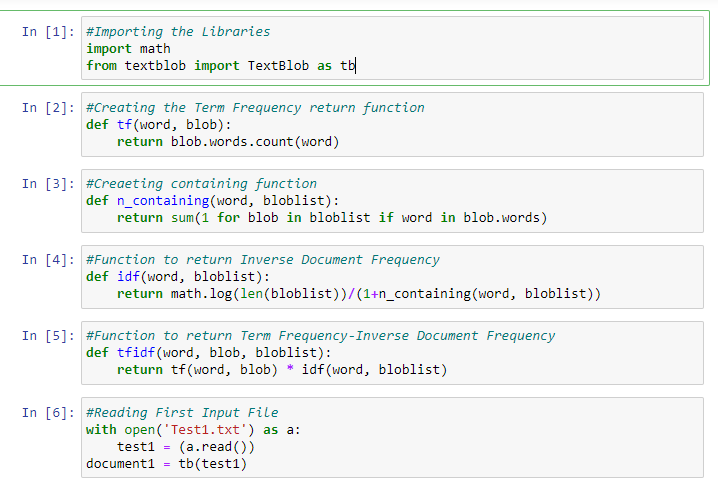 In [1]: #Importing the Libraries
import math
from textblob import TextBlob as tb
In [2]: #Creating the Term Frequency return function
def tf(word, blob):
    return blob.words.count(word)
In [3]: #Creaeting containing function
def n_containing(word, bloblist):
    return sum(1 for blob in bloblist if word in blob.words)
In [4]: #Function to return Inverse Document Frequency
def idf(word, bloblist):
    return math.log(len(bloblist))/(1+n_containing(word, bloblist))
In [5]: #Function to return Term Frequency-Inverse Document Frequency
def tfidf(word, blob, bloblist):
    return tf(word, blob) * idf(word, bloblist)
In [6]: #Reading First Input File
with open('Test1.txt') as a:
    test1 = (a.read())
document1 = tb(test1)